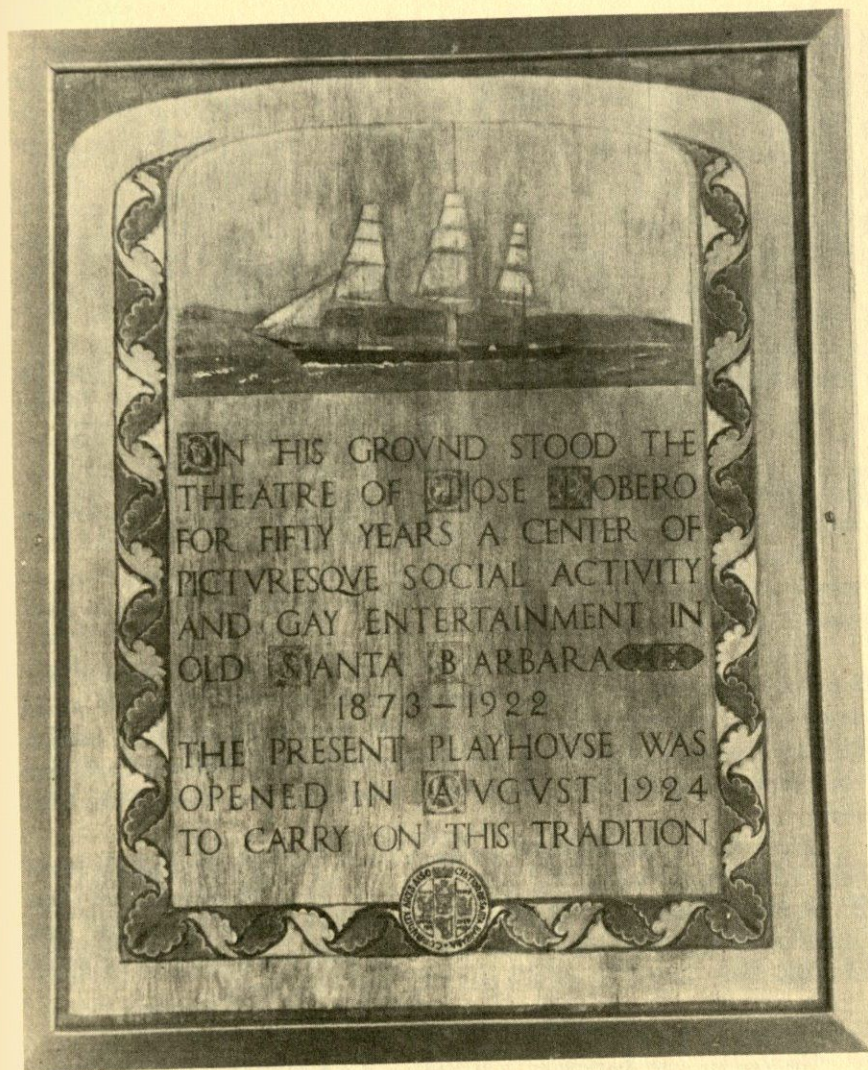 ON THIS GROVND STOOD THE
THEATRE OF JOSE LOBERO
FOR FIFTY YEARS A CENTER OF
PICTVRESQVE SOCIAL ACTIVITY
AND GAY ENTERTAINMENT IN
OLD SANTA BARBARA
1873–1922
THE PRESENT PLAYHOVSE WAS
OPENED IN AVGVST 1924
TO CARRY ON THIS TRADITION